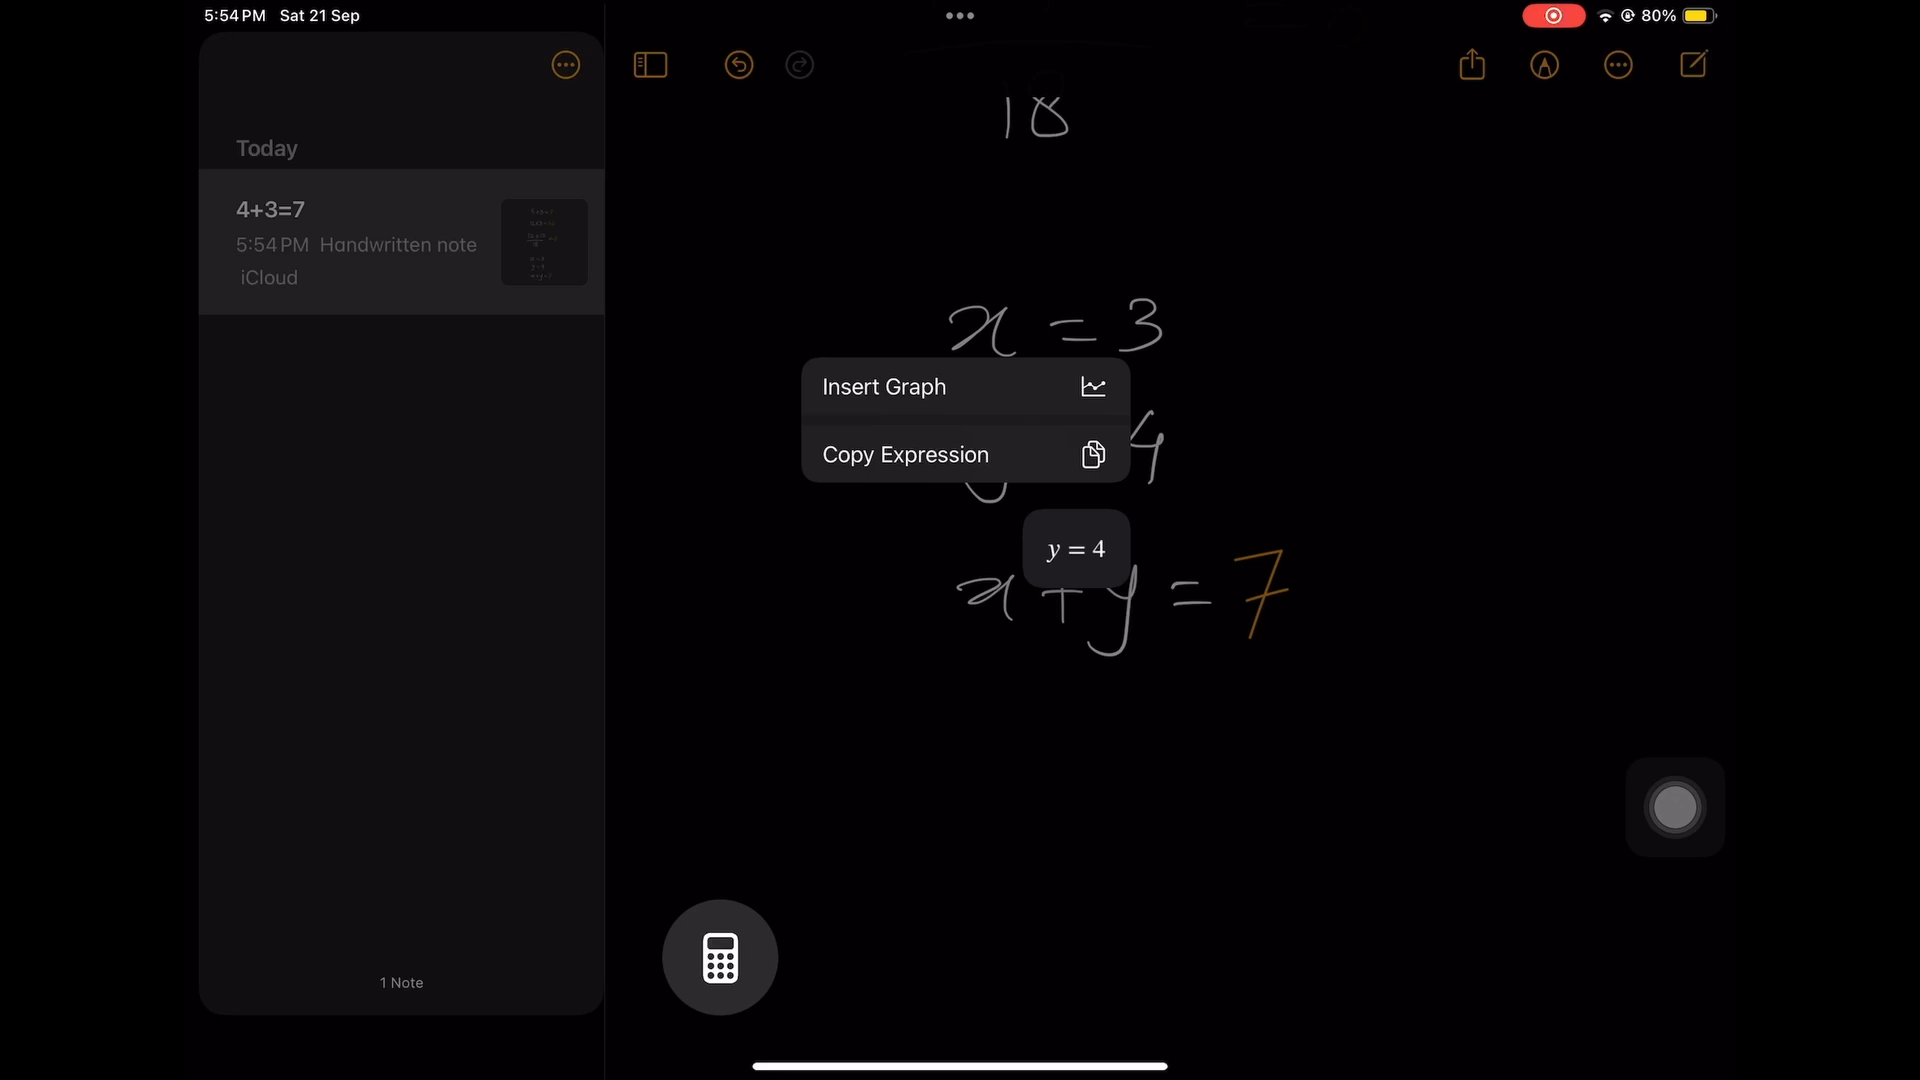 5:54 PM Sat 21 Sep
80%
Today
4+3=7
5:54 PM Handwritten note
iCloud
1 Note
18
x = 3
Insert Graph
Copy Expression
4
y = 4
x + y = 7